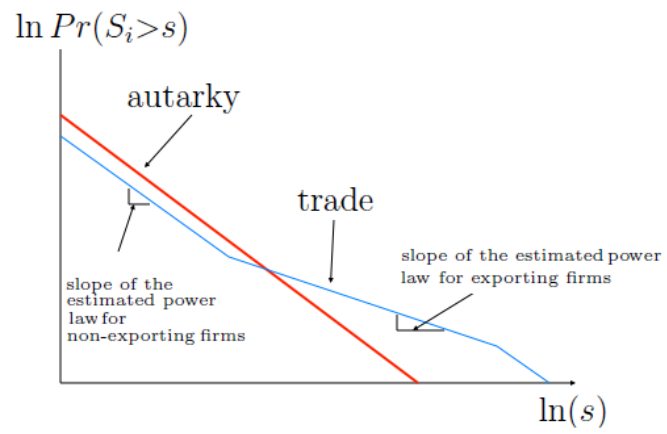 ln Pr(S_i>s)
autarky
trade
slope of the estimated power
law for exporting firms
slope of the
estimated power
law for
non-exporting firms
ln(s)